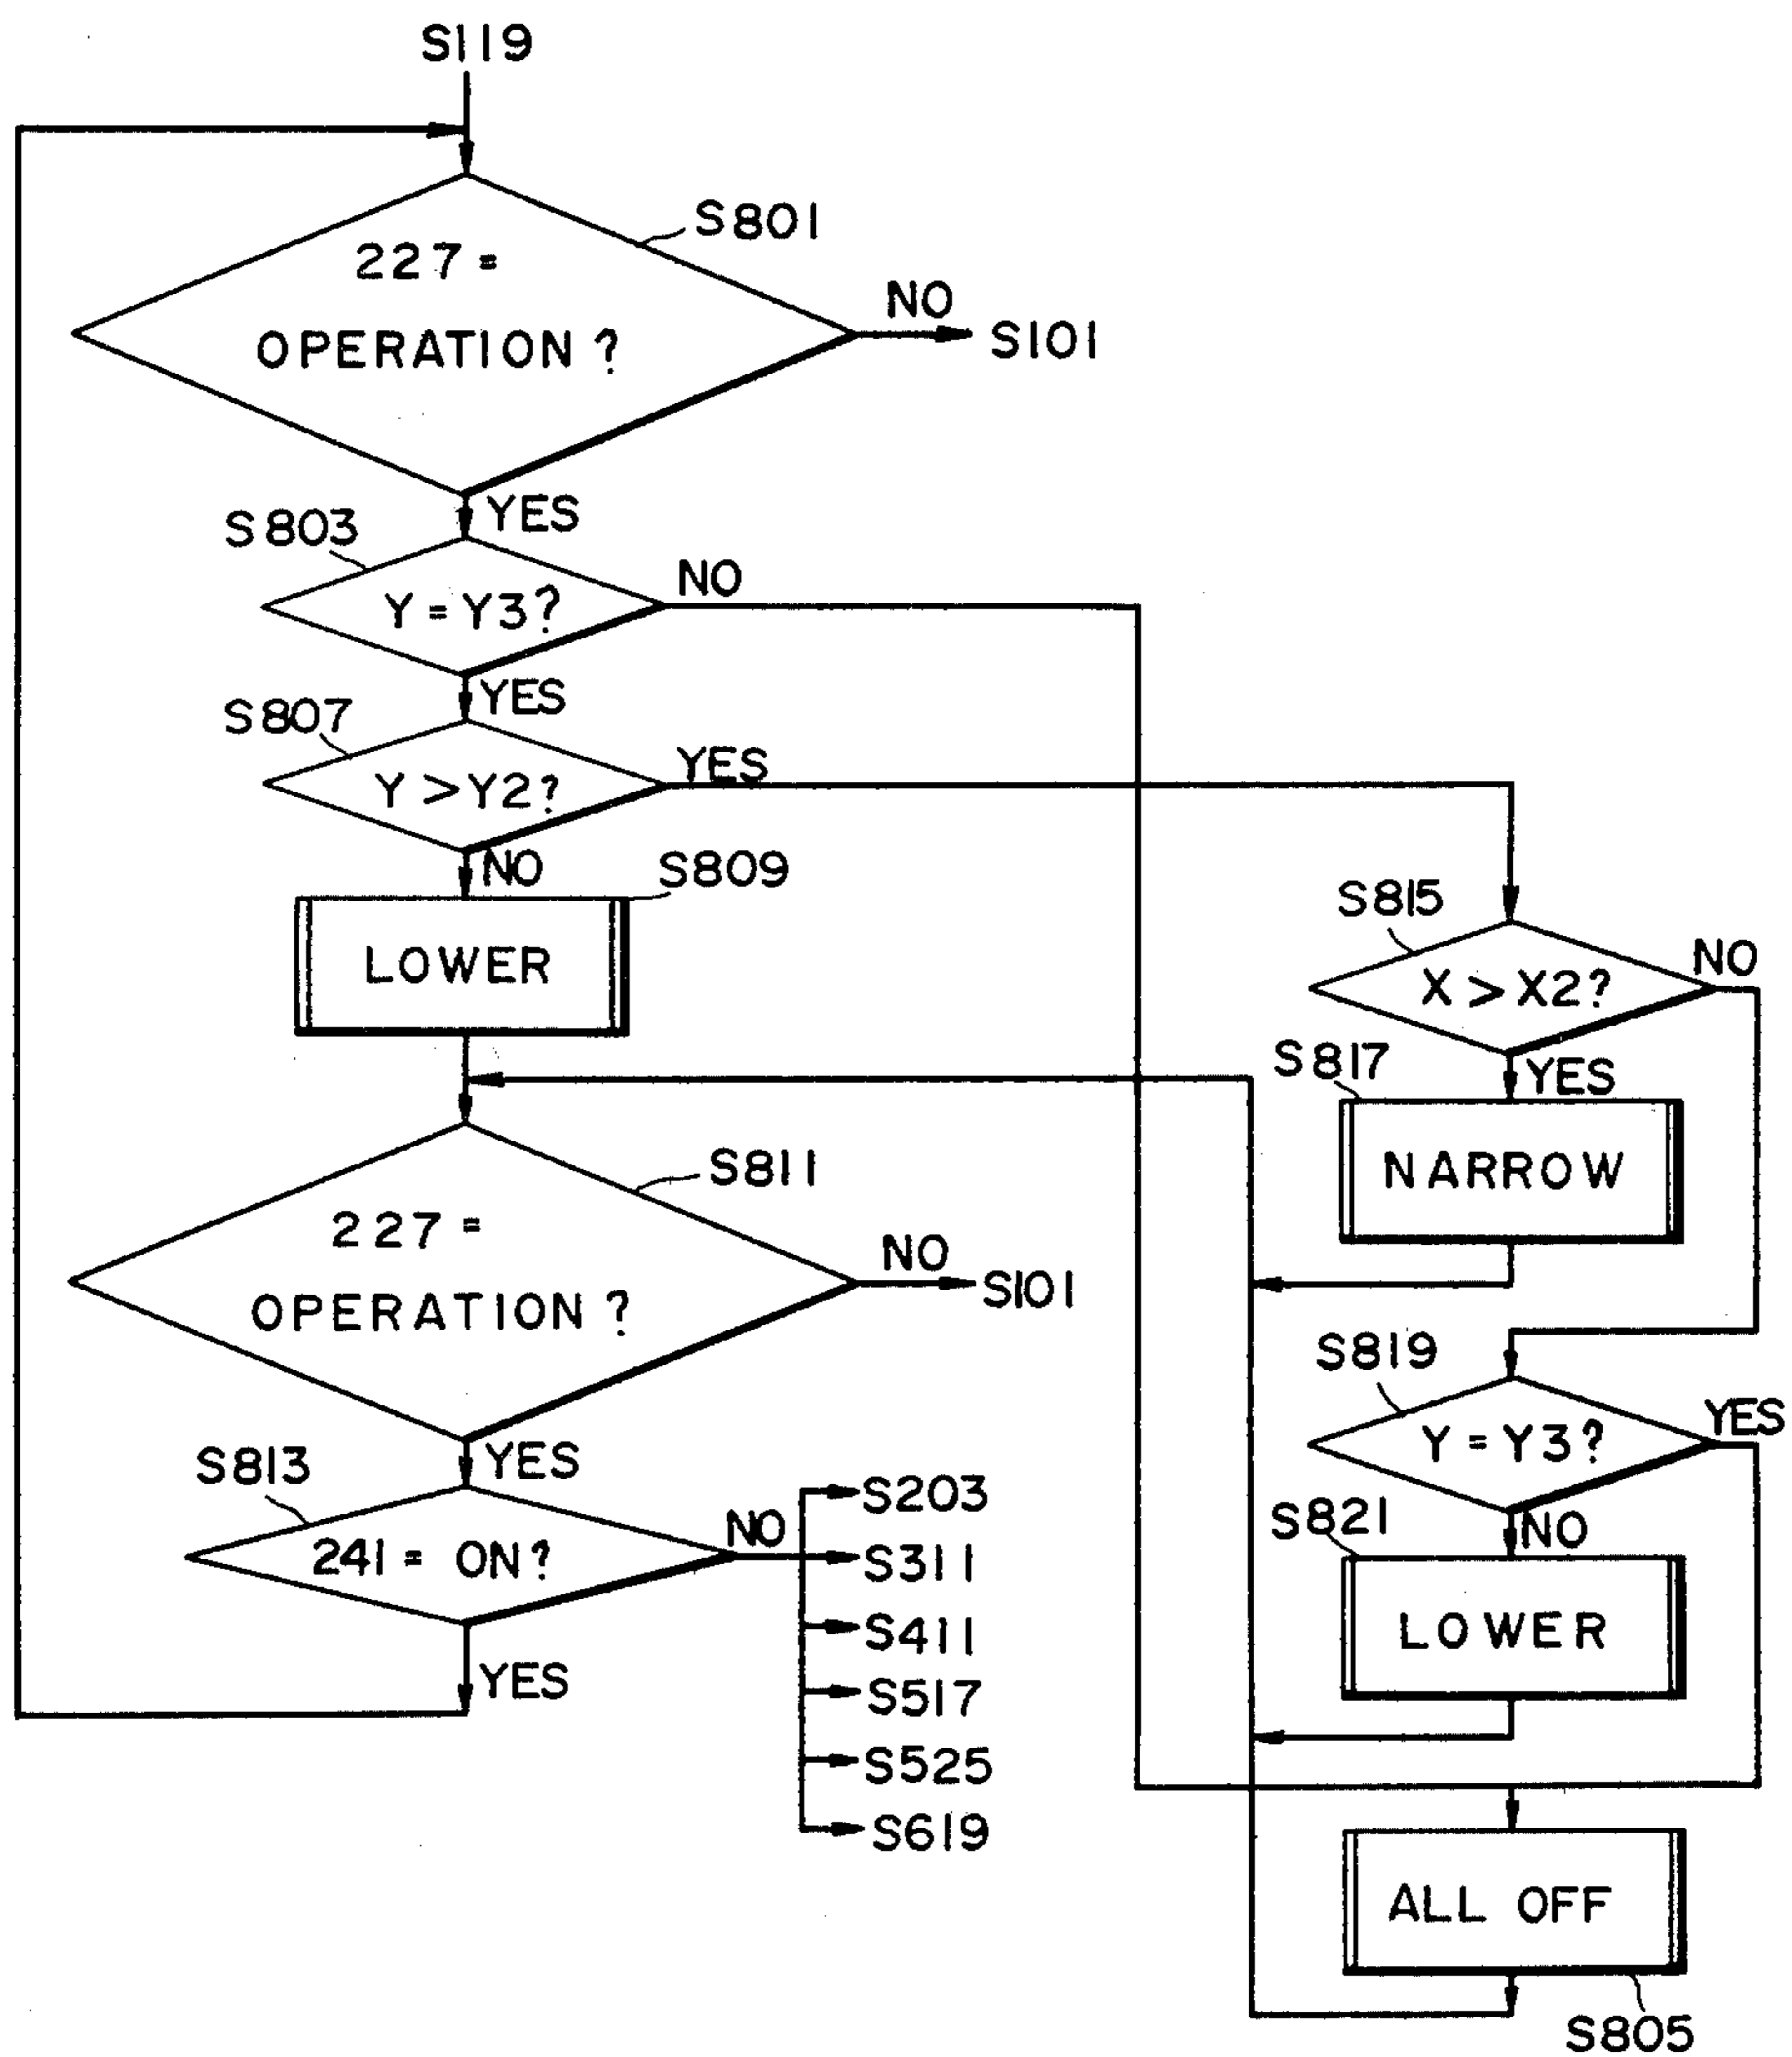 S119
S801
227 =
OPERATION ?
NO
S101
YES
S803
Y = Y3?
NO
YES
S807
Y > Y2?
YES
NO
S809
LOWER
S815
X > X2?
NO
YES
S817
NARROW
S811
227 =
OPERATION ?
NO
S101
YES
S819
Y = Y3?
YES
NO
S821
LOWER
S813
241 = ON?
NO
YES
S203
S311
S411
S517
S525
S619
ALL OFF
S805